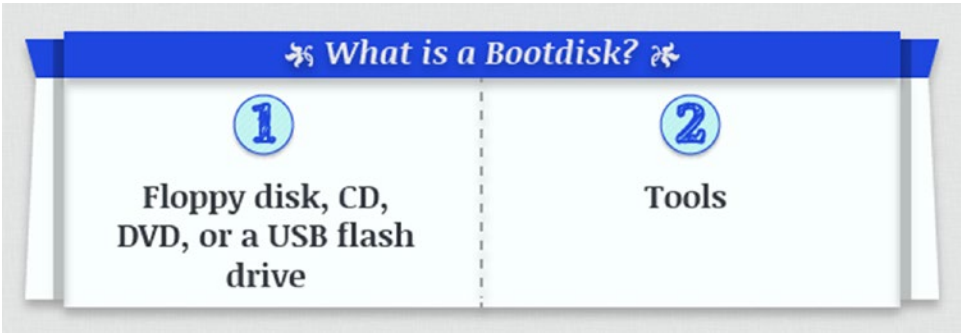 What is a Bootdisk?
1
Floppy disk, CD,
DVD, or a USB flash
drive
2
Tools